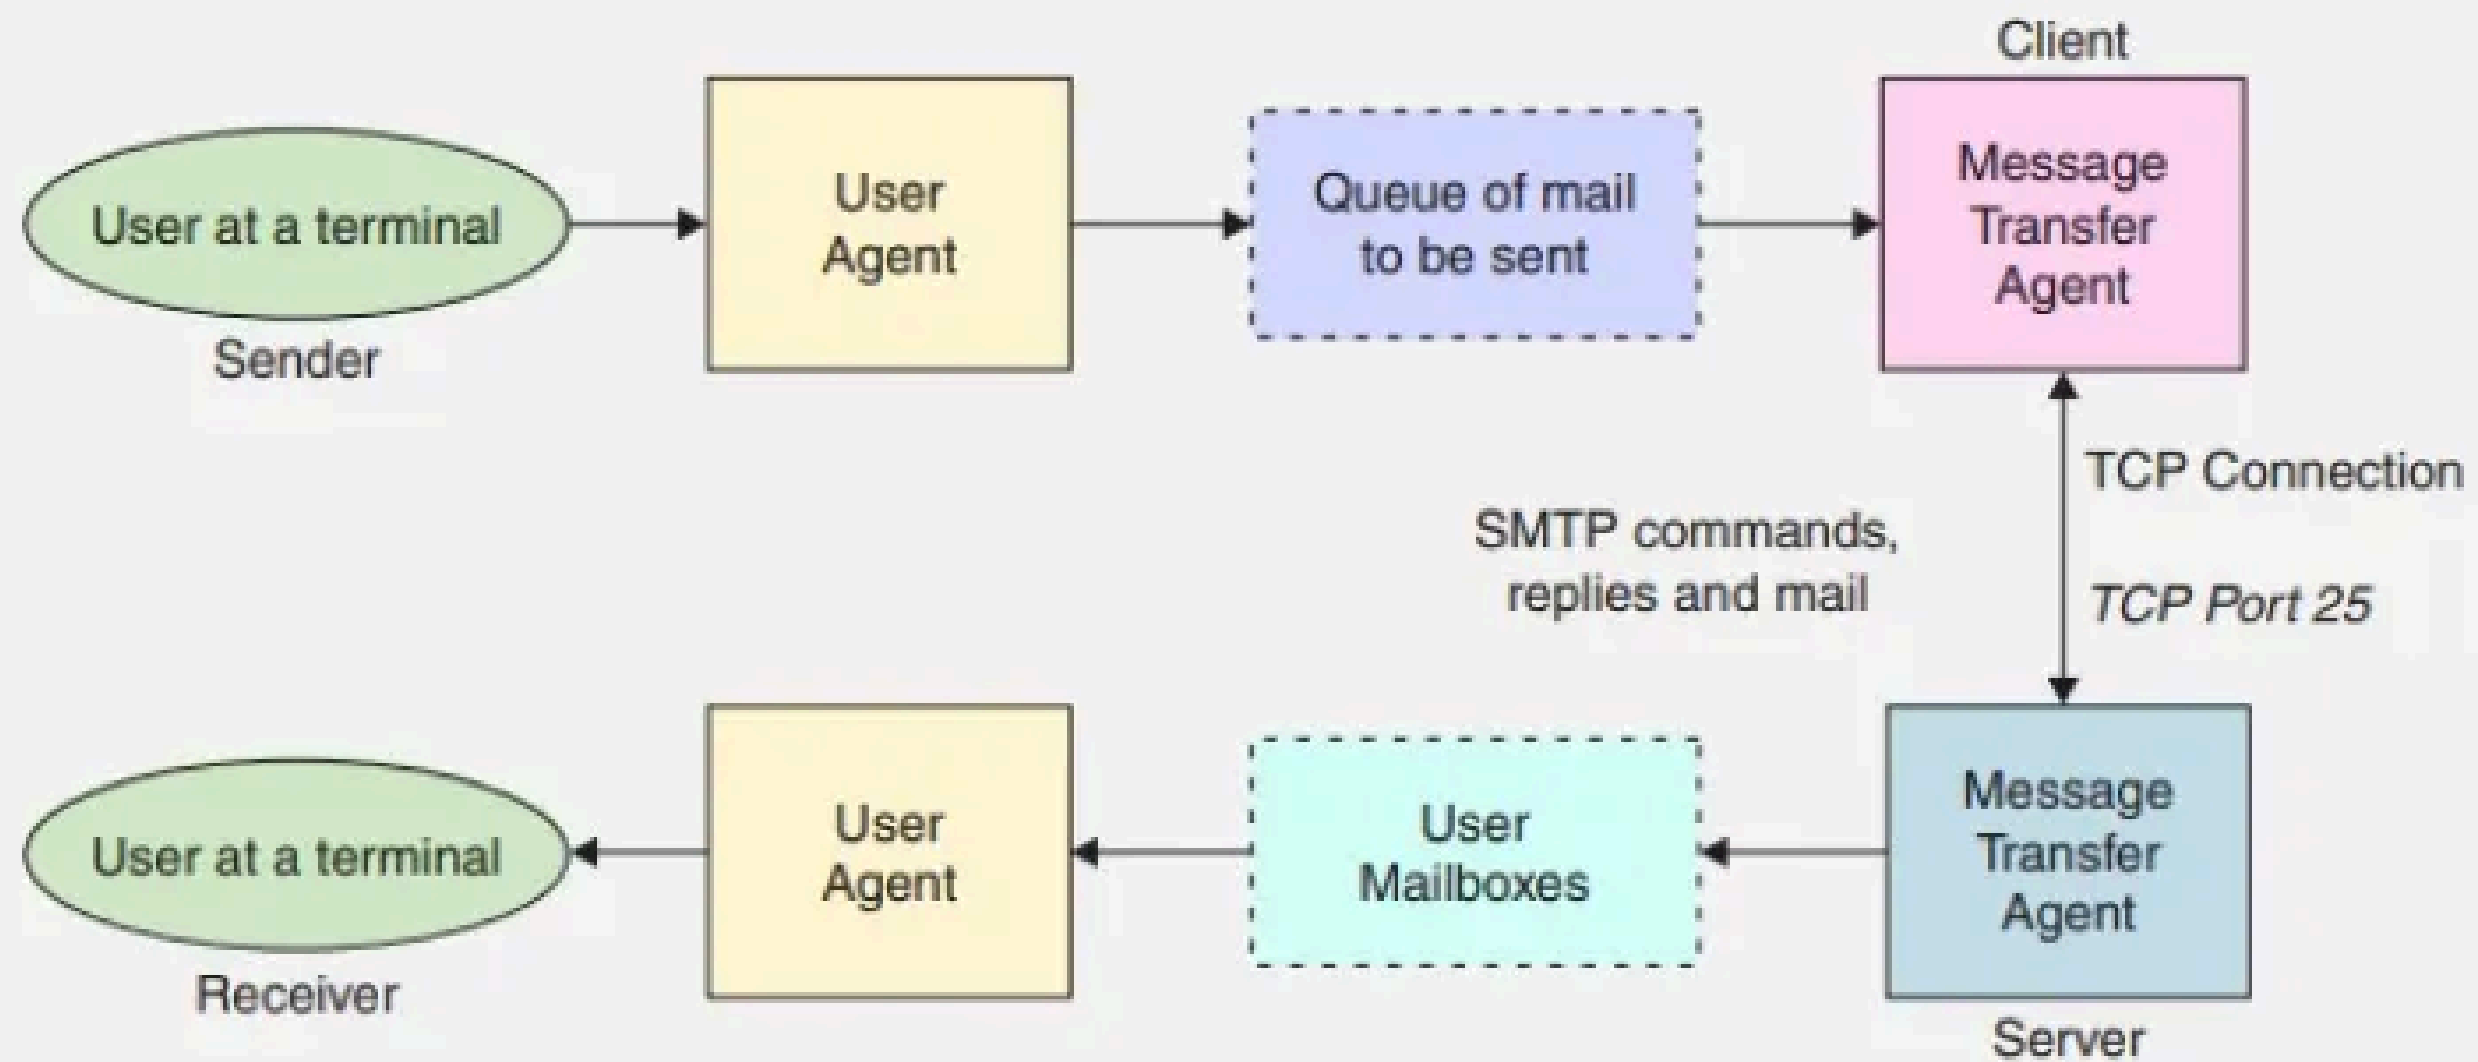 Client
User at a terminal
Sender
User
Agent
Queue of mail
to be sent
Message
Transfer
Agent
TCP Connection
SMTP commands,
replies and mail
TCP Port 25
User at a terminal
Receiver
User
Agent
User
Mailboxes
Message
Transfer
Agent
Server